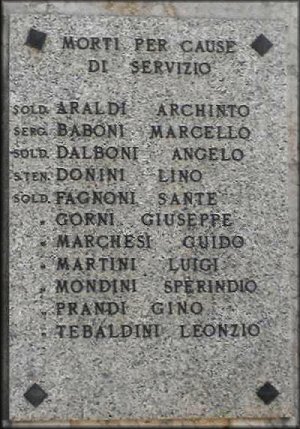 MORTI PER CAUSE
DI SERVIZIO
SOLD. ARALDI ARCHINTO
SERG. BABONI MARCELLO
SOLD. DALBONI ANGELO
S.TEN. DONINI LINO
SOLD. FAGNONI SANTE
" GORNI GIUSEPPE
" MARCHESI GUIDO
" MARTINI LUIGI
" MONDINI SPERINDIO
" PRANDI GINO
" TEBALDINI LEONZIO